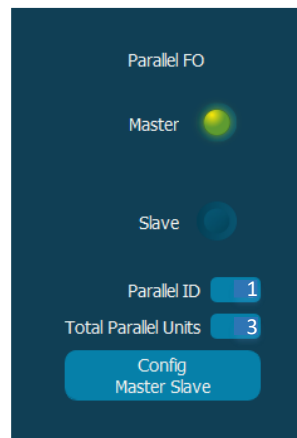 Parallel FO
Master
Slave
Parallel ID 1
Total Parallel Units 3
Config
Master Slave